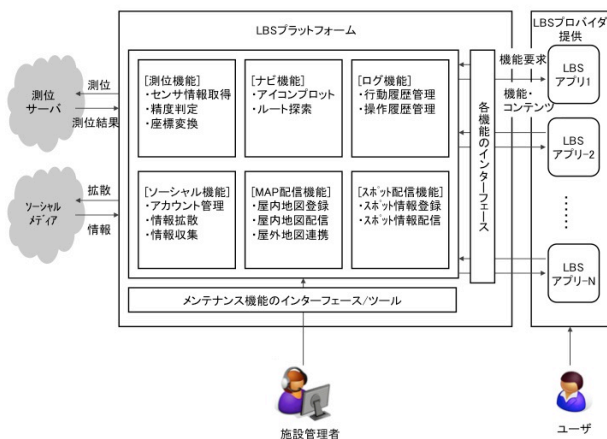 LBSプラットフォーム
LBSプロバイダ
提供
測位
サーバ
測位
測位結果
[測位機能]
・センサ情報取得
・精度判定
・座標変換
[ナビ機能]
・アイコンプロット
・ルート探索
[ログ機能]
・行動履歴管理
・操作履歴管理
機能要求
機能・
コンテンツ
各機能のインターフェース
LBS
アプリ1
LBS
アプリ-2
……
LBS
アプリ-N
ソーシャル
メディア
拡散
情報
[ソーシャル機能]
・アカウント管理
・情報拡散
・情報収集
[MAP配信機能]
・屋内地図登録
・屋内地図配信
・屋外地図連携
[スポット配信機能]
・スポット情報登録
・スポット情報配信
メンテナンス機能のインターフェース/ツール
施設管理者
ユーザ